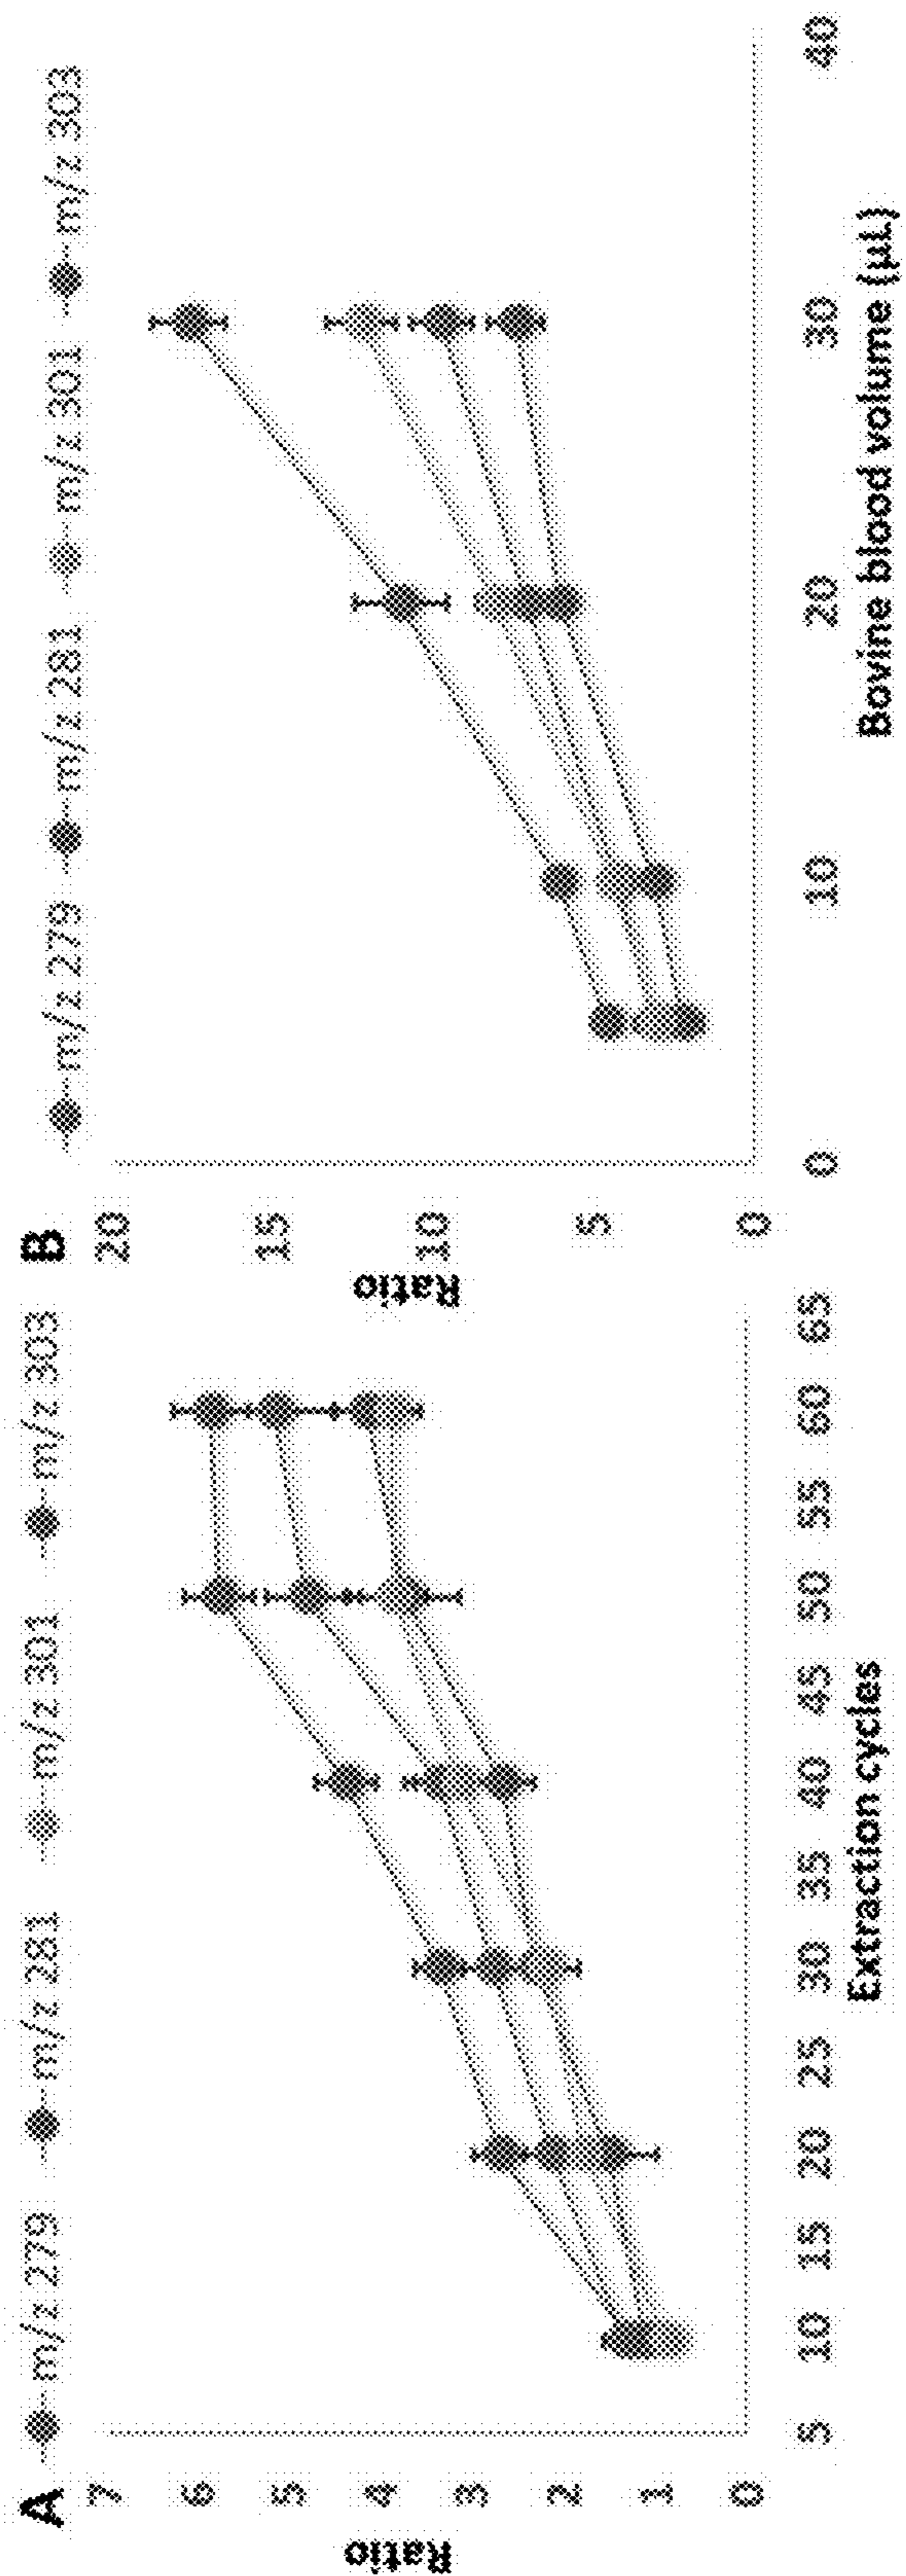 A
m/z 279 m/z 281 m/z 301 m/z 303
Ratio
7
6
5
4
3
2
1
0
5 10 15 20 25 30 35 40 45 50 55 60 65
Extraction cycles
B
m/z 279 m/z 281 m/z 301 m/z 303
Ratio
20
15
10
5
0
0 10 20 30 40
Bovine blood volume (µL)